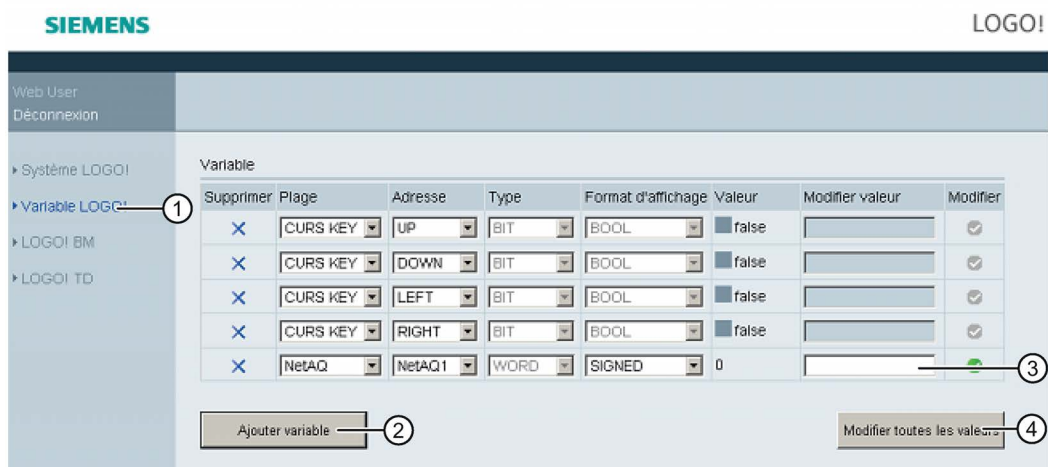 SIEMENS
LOGO!
Web User
Déconnexion
Système LOGO!
Variable LOGO!
LOGO! BM
LOGO! TD
1
Variable
Supprimer Plage Adresse Type Format d'affichage Valeur Modifier valeur Modifier
CURS KEY UP BIT BOOL false
CURS KEY DOWN BIT BOOL false
CURS KEY LEFT BIT BOOL false
CURS KEY RIGHT BIT BOOL false
NetAQ NetAQ1 WORD SIGNED 0
3
Ajouter variable 2
Modifier toutes les valeurs 4